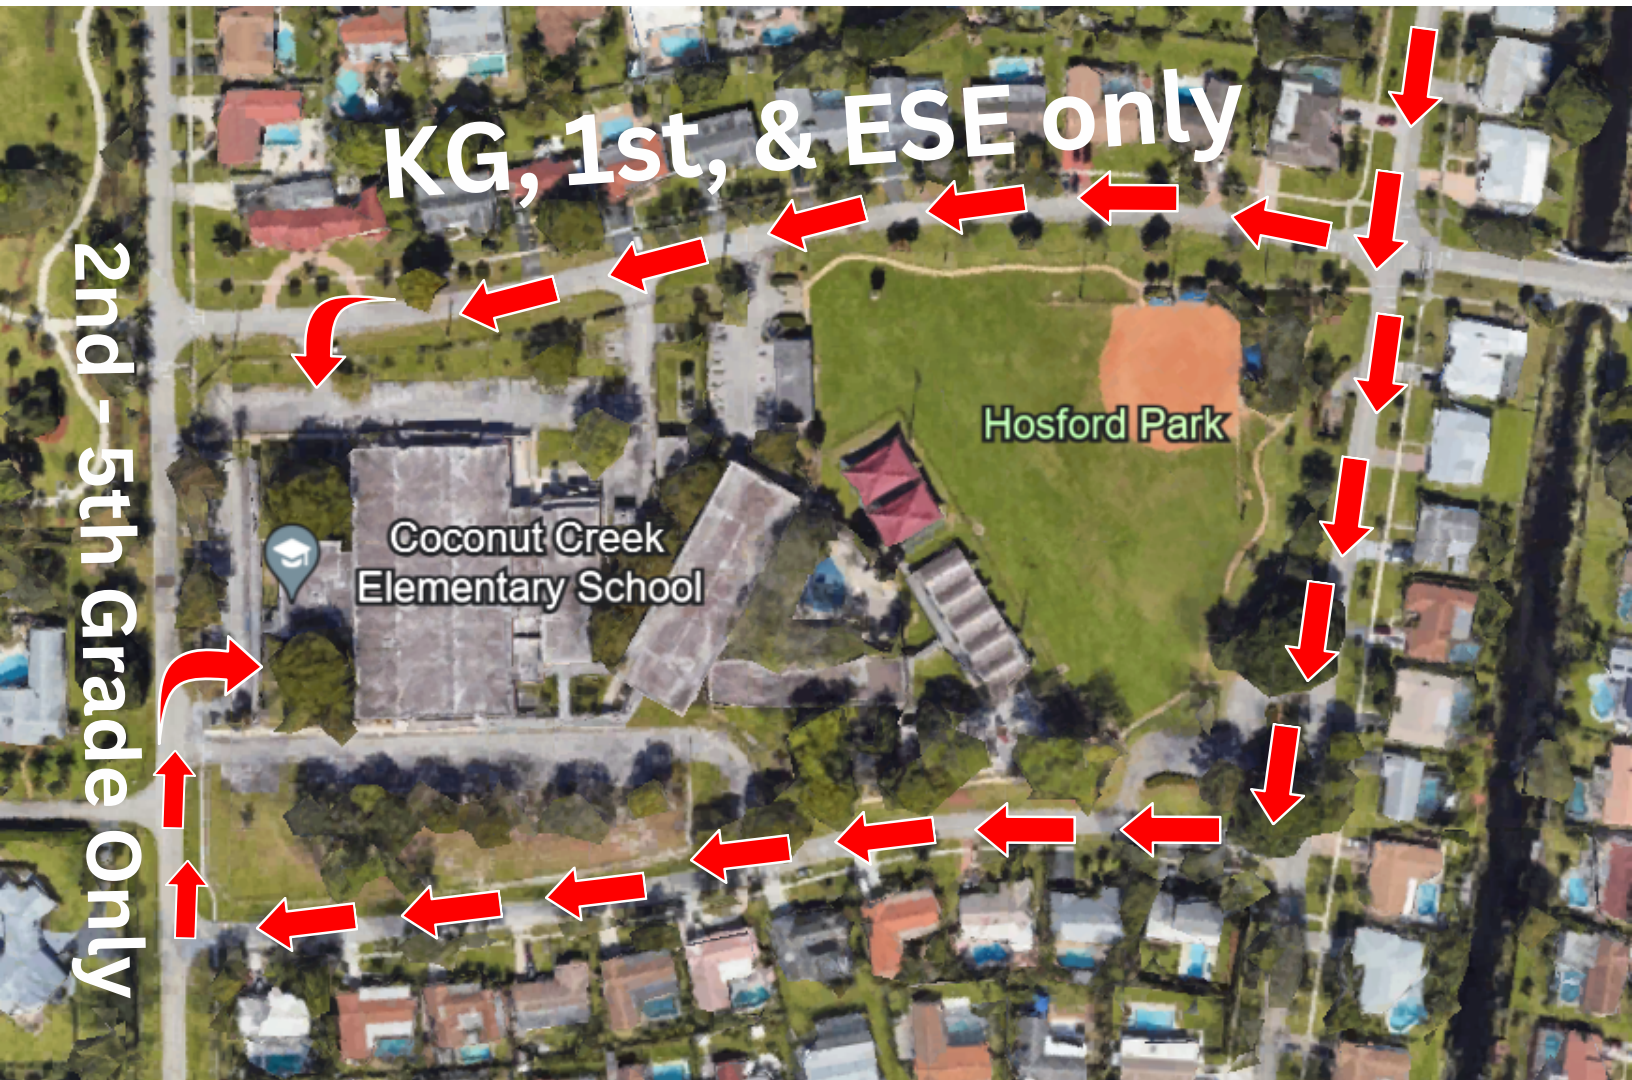 KG, 1st, & ESE only
2nd - 5th Grade Only
Hosford Park
Coconut Creek
Elementary School